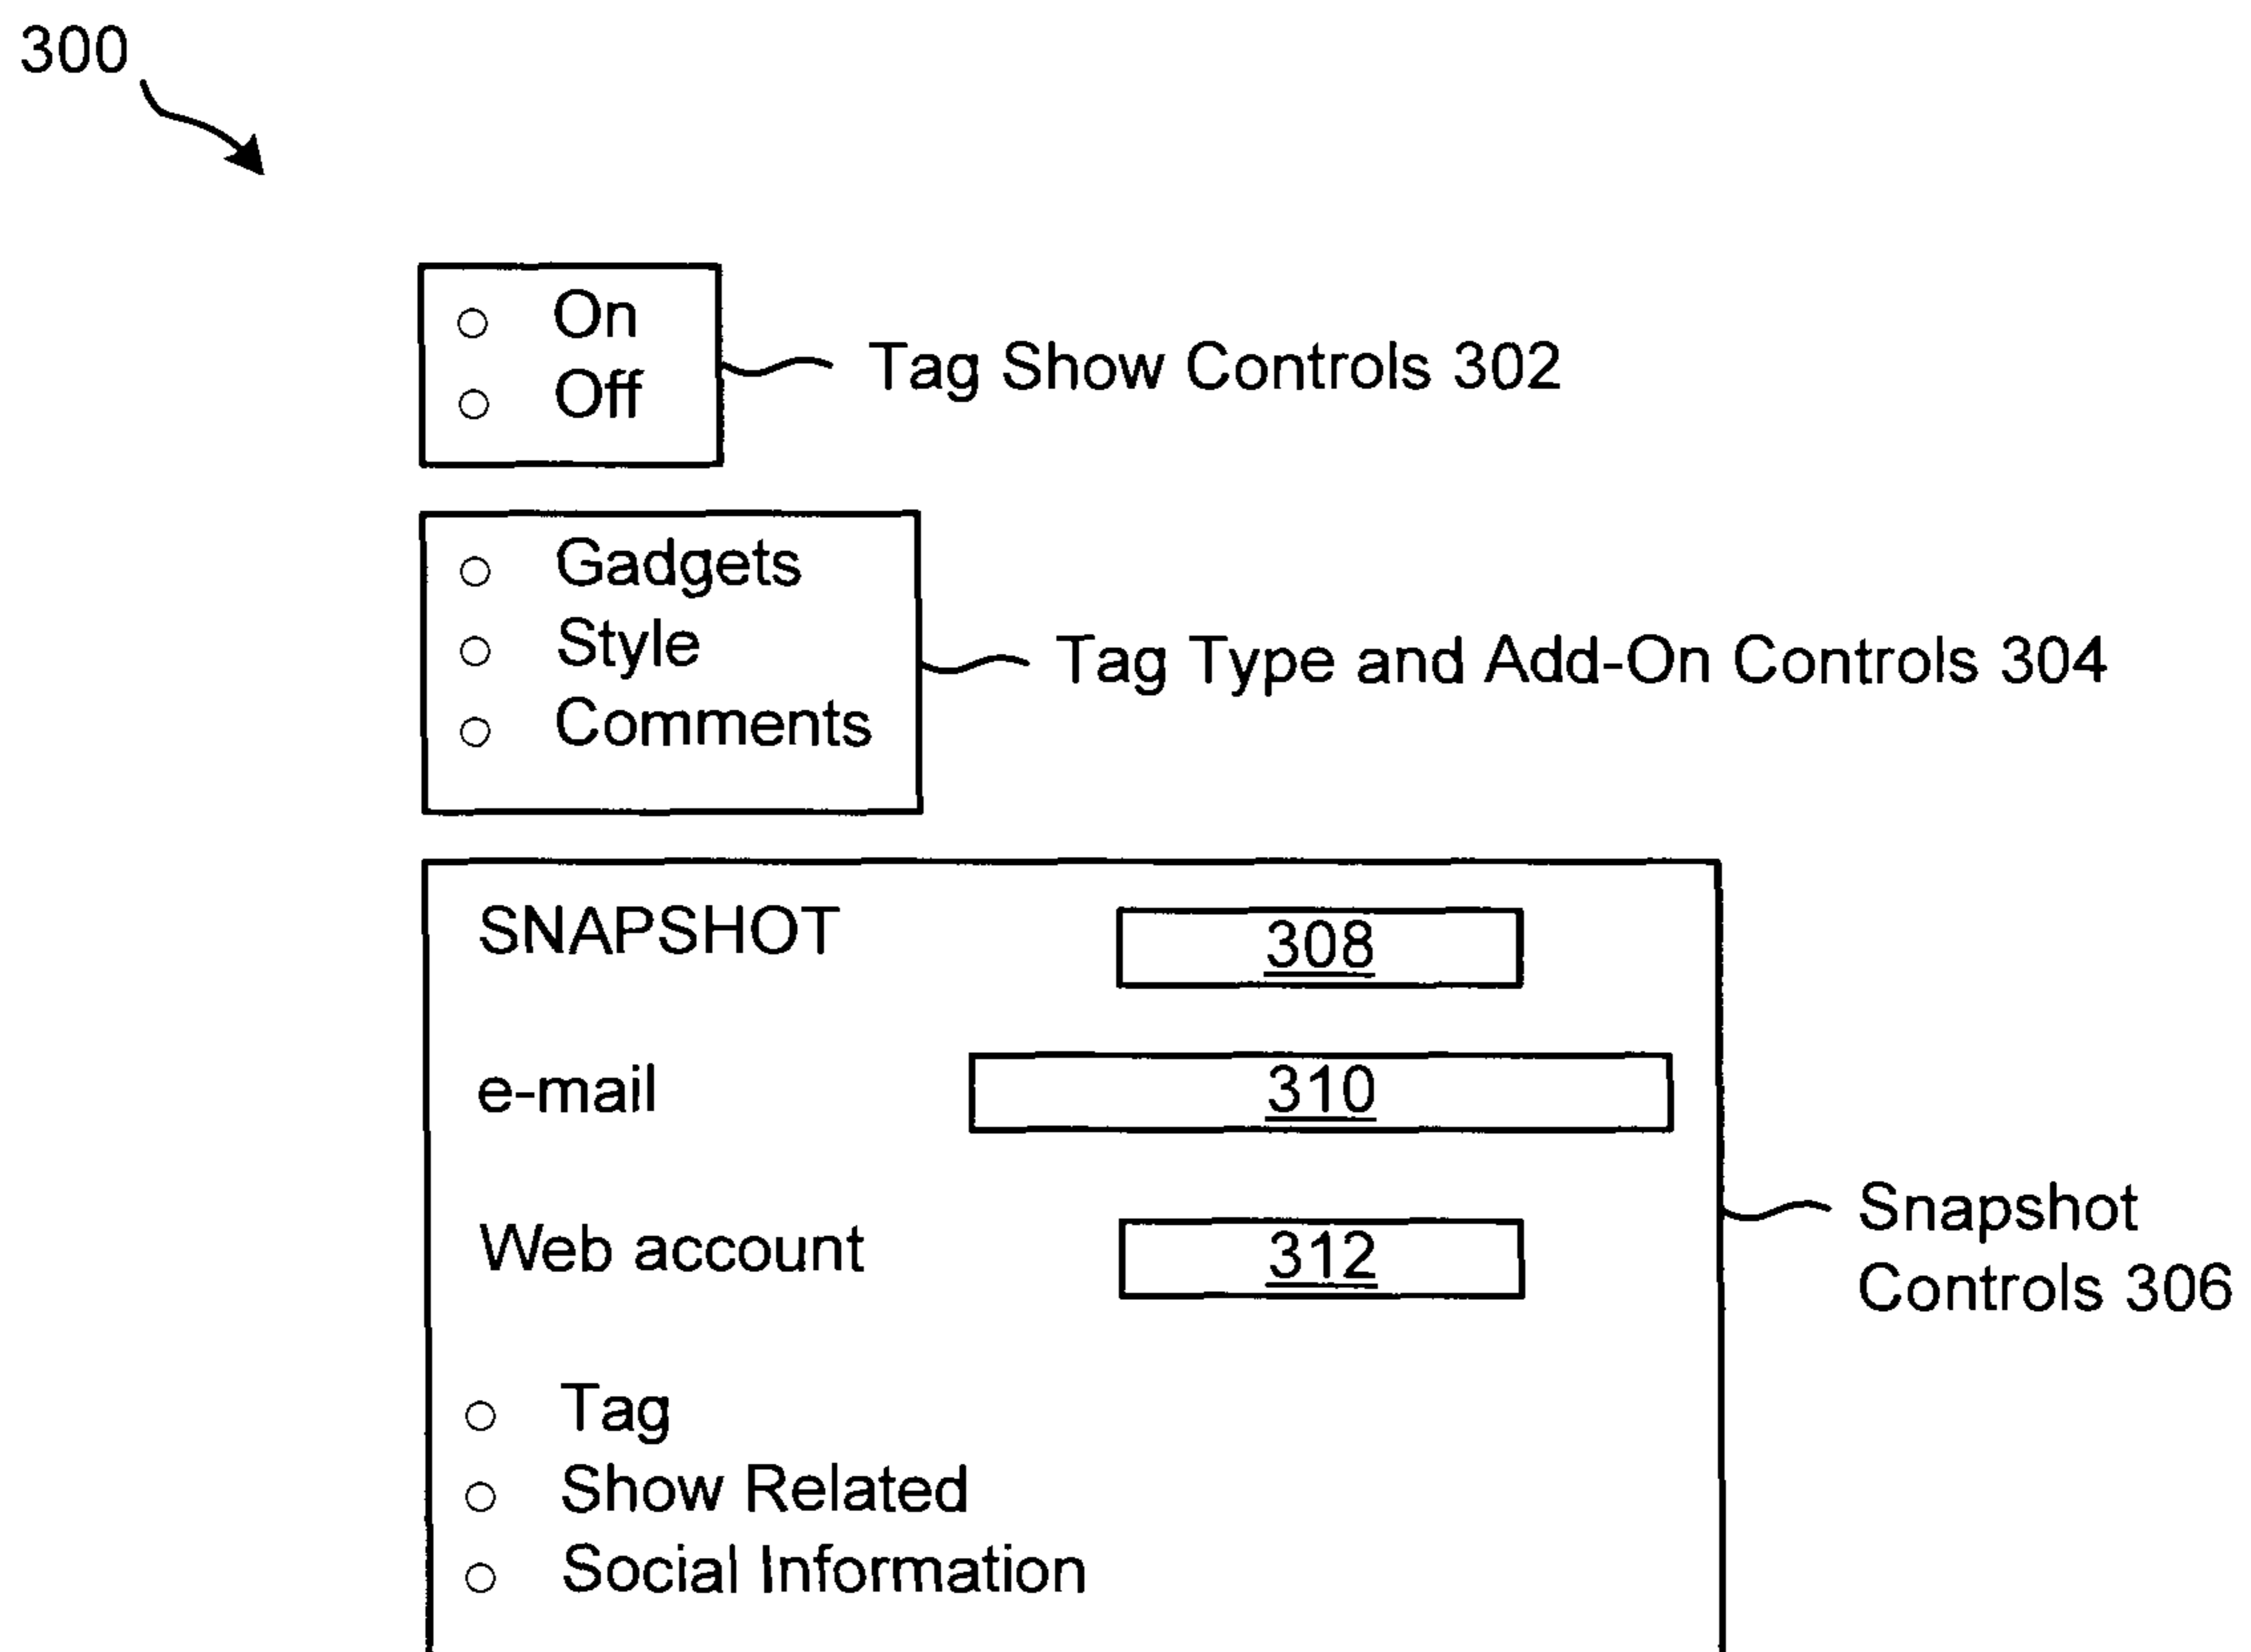 300
On
Off
Tag Show Controls 302
Gadgets
Style
Comments
Tag Type and Add-On Controls 304
SNAPSHOT
308
e-mail
310
Web account
312
Snapshot
Controls 306
Tag
Show Related
Social Information